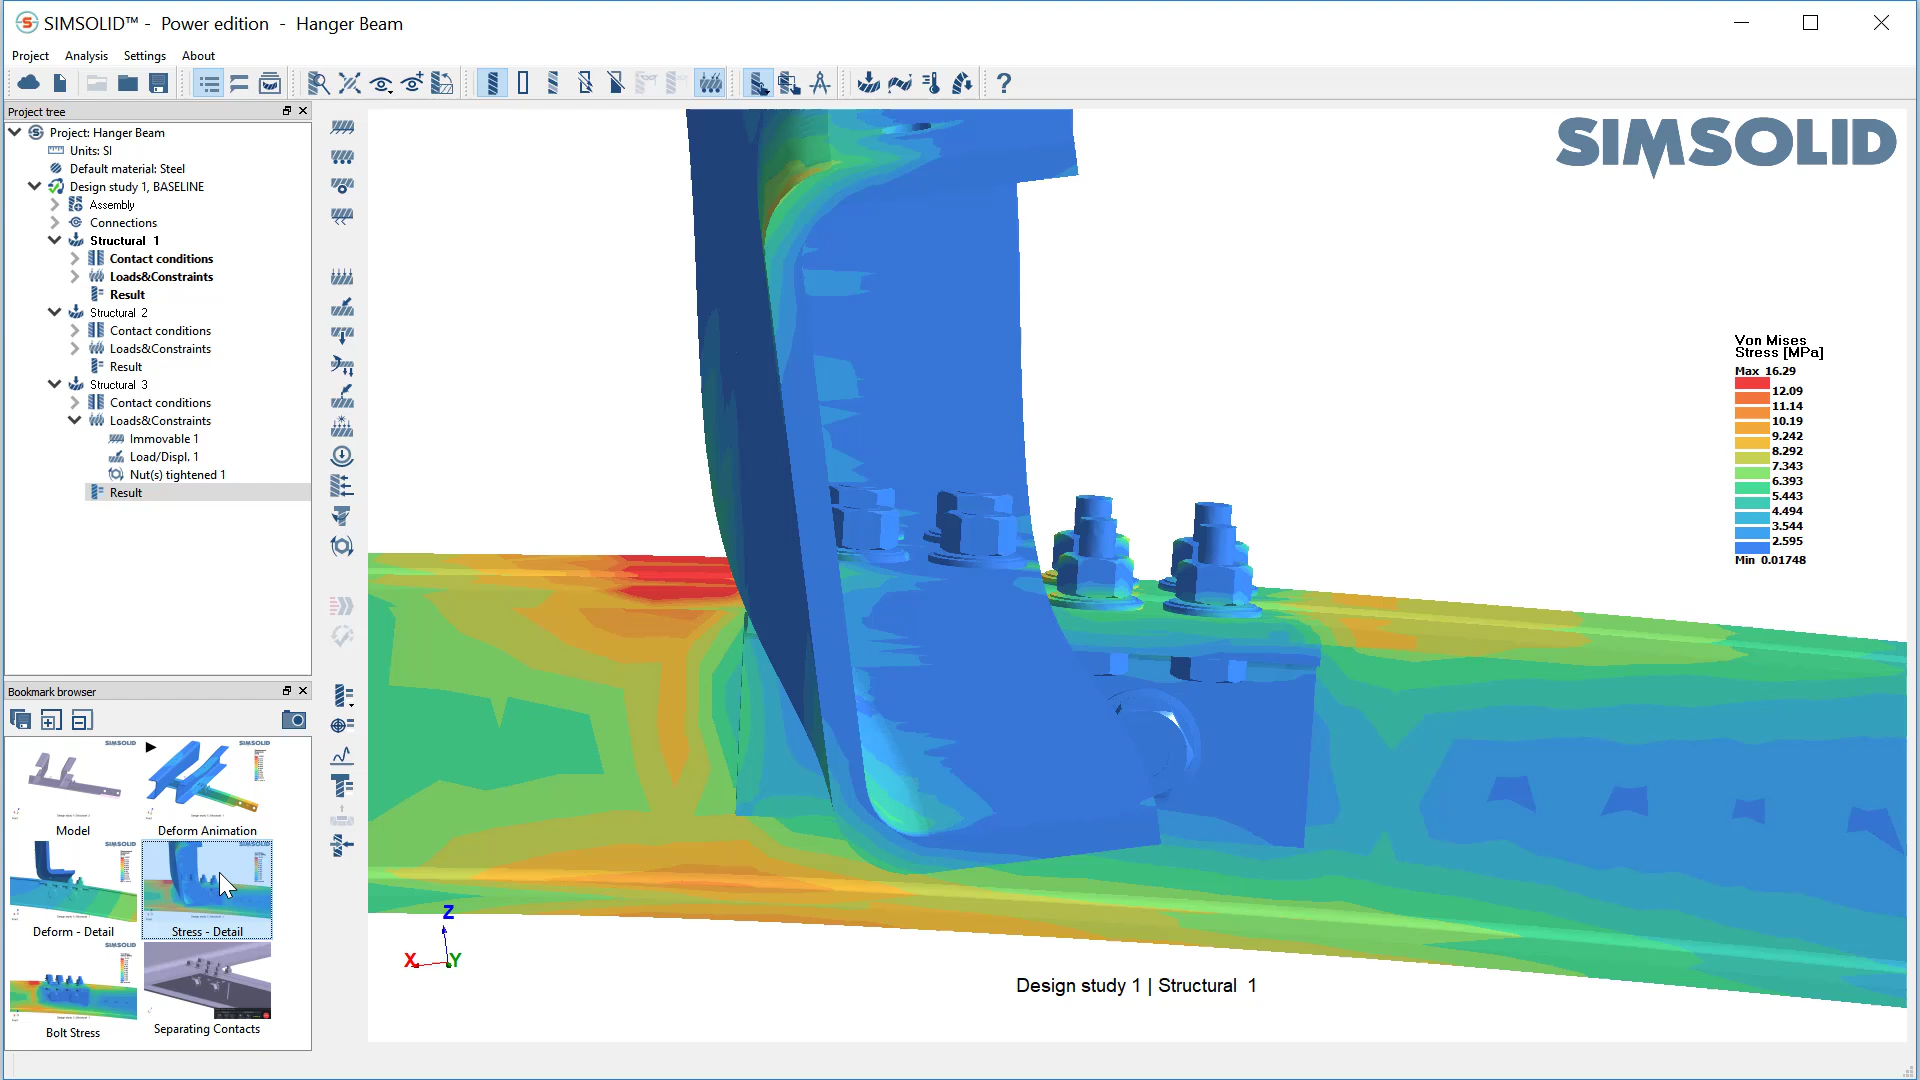 SIMSOLID™ - Power edition - Hanger Beam
Project Analysis Settings About
Project tree
Project: Hanger Beam
Units: SI
Default material: Steel
Design study 1, BASELINE
Assembly
Connections
Structural 1
Contact conditions
Loads&Constraints
Result
Structural 2
Contact conditions
Loads&Constraints
Result
Structural 3
Contact conditions
Loads&Constraints
Immovable 1
Load/Displ. 1
Nut(s) tightened 1
Result
Bookmark browser
SIMSOLID
SIMSOLID
Model
Deform Animation
SIMSOLID
SIMSOLID
Deform - Detail
Stress - Detail
SIMSOLID
Bolt Stress
Separating Contacts
SIMSOLID
Von Mises
Stress [MPa]
Max 16.29
12.09
11.14
10.19
9.242
8.292
7.343
6.393
5.443
4.494
3.544
2.595
Min 0.01748
Z
X
Y
Design study 1 | Structural 1